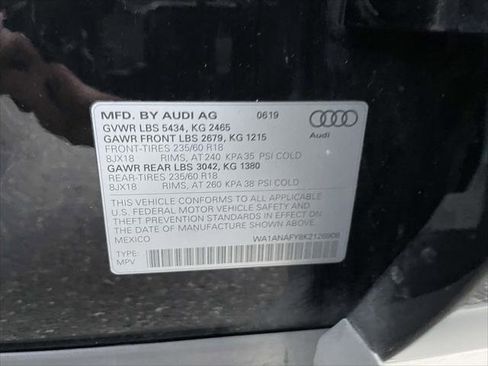 MFD. BY AUDI AG 0619
GVWR LBS 5434, KG 2465
GAWR FRONT LBS 2679, KG 1215
FRONT-TIRES 235/60 R18
8JX18 RIMS, AT 240 KPA 35 PSI COLD
GAWR REAR LBS 3042, KG 1380
REAR-TIRES 235/60 R18
8JX18 RIMS, AT 260 KPA 38 PSI COLD
Audi
THIS VEHICLE CONFORMS TO ALL APPLICABLE
U.S. FEDERAL MOTOR VEHICLE SAFETY, BUMPER AND
THEFT PREVENTION STANDARDS IN EFFECT ON
THE DATE OF MANUFACTURE SHOWN ABOVE.
MEXICO
TYPE:
MPV